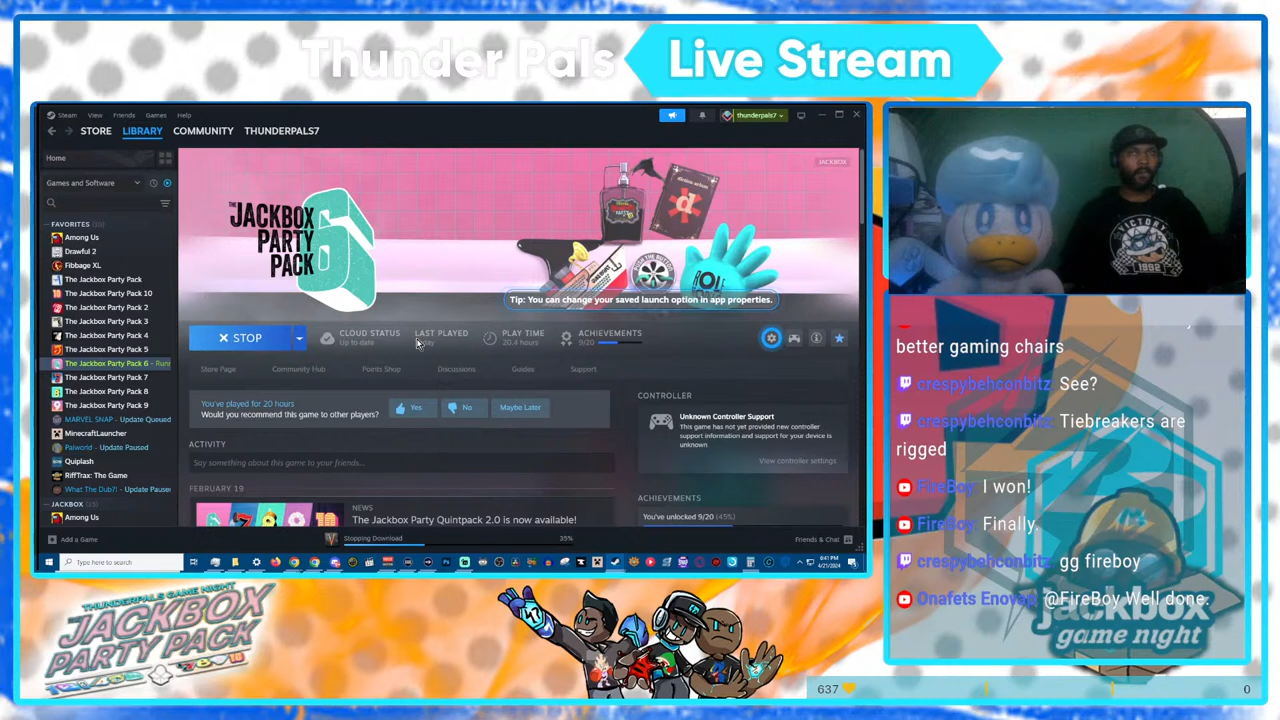 Thunder Pals Live Stream
Steam View Friends Games Help
thunderpals7
STORE LIBRARY COMMUNITY THUNDERPALS7
Home
Games and Software
FAVORITES
Among Us
Drawful 2
Fibbage XL
The Jackbox Party Pack
The Jackbox Party Pack 10
The Jackbox Party Pack 2
The Jackbox Party Pack 3
The Jackbox Party Pack 4
The Jackbox Party Pack 5
The Jackbox Party Pack 6 - Runn
The Jackbox Party Pack 7
The Jackbox Party Pack 8
The Jackbox Party Pack 9
MARVEL SNAP - Update Queued
MinecraftLauncher
Palworld - Update Paused
Quiplash
RiffTrax: The Game
What The Dub?! - Update Pause
JACKBOX
Among Us
Add a Game
JACKBOX
THE JACKBOX PARTY PACK 6
Tip: You can change your saved launch option in app properties.
STOP
CLOUD STATUS
Up to date
LAST PLAYED
PLAY TIME
20.4 hours
ACHIEVEMENTS
9/20
Store Page Community Hub Points Shop Discussions Guides Support
You've played for 20 hours
Would you recommend this game to other players?
Yes No Maybe Later
ACTIVITY
Say something about this game to your friends...
FEBRUARY 19
NEWS
The Jackbox Party Quintpack 2.0 is now available!
CONTROLLER
Unknown Controller Support
This game has not yet provided new controller
support information and support for your device is
unknown
View controller settings
ACHIEVEMENTS
You've unlocked 9/20 (45%)
Stopping Download 35%
Friends & Chat
Type here to search
8:41 PM
4/21/2024
VICTORY
1992
better gaming chairs
crespybehconbitz: See?
crespybehconbitz: Tiebreakers are
rigged
FireBoy: I won!
FireBoy: Finally.
crespybehconbitz: gg fireboy
Onafets Enovap: @FireBoy Well done.
jackbox
game night
THUNDERPALS GAME NIGHT
JACKBOX
PARTY PACK
637
0